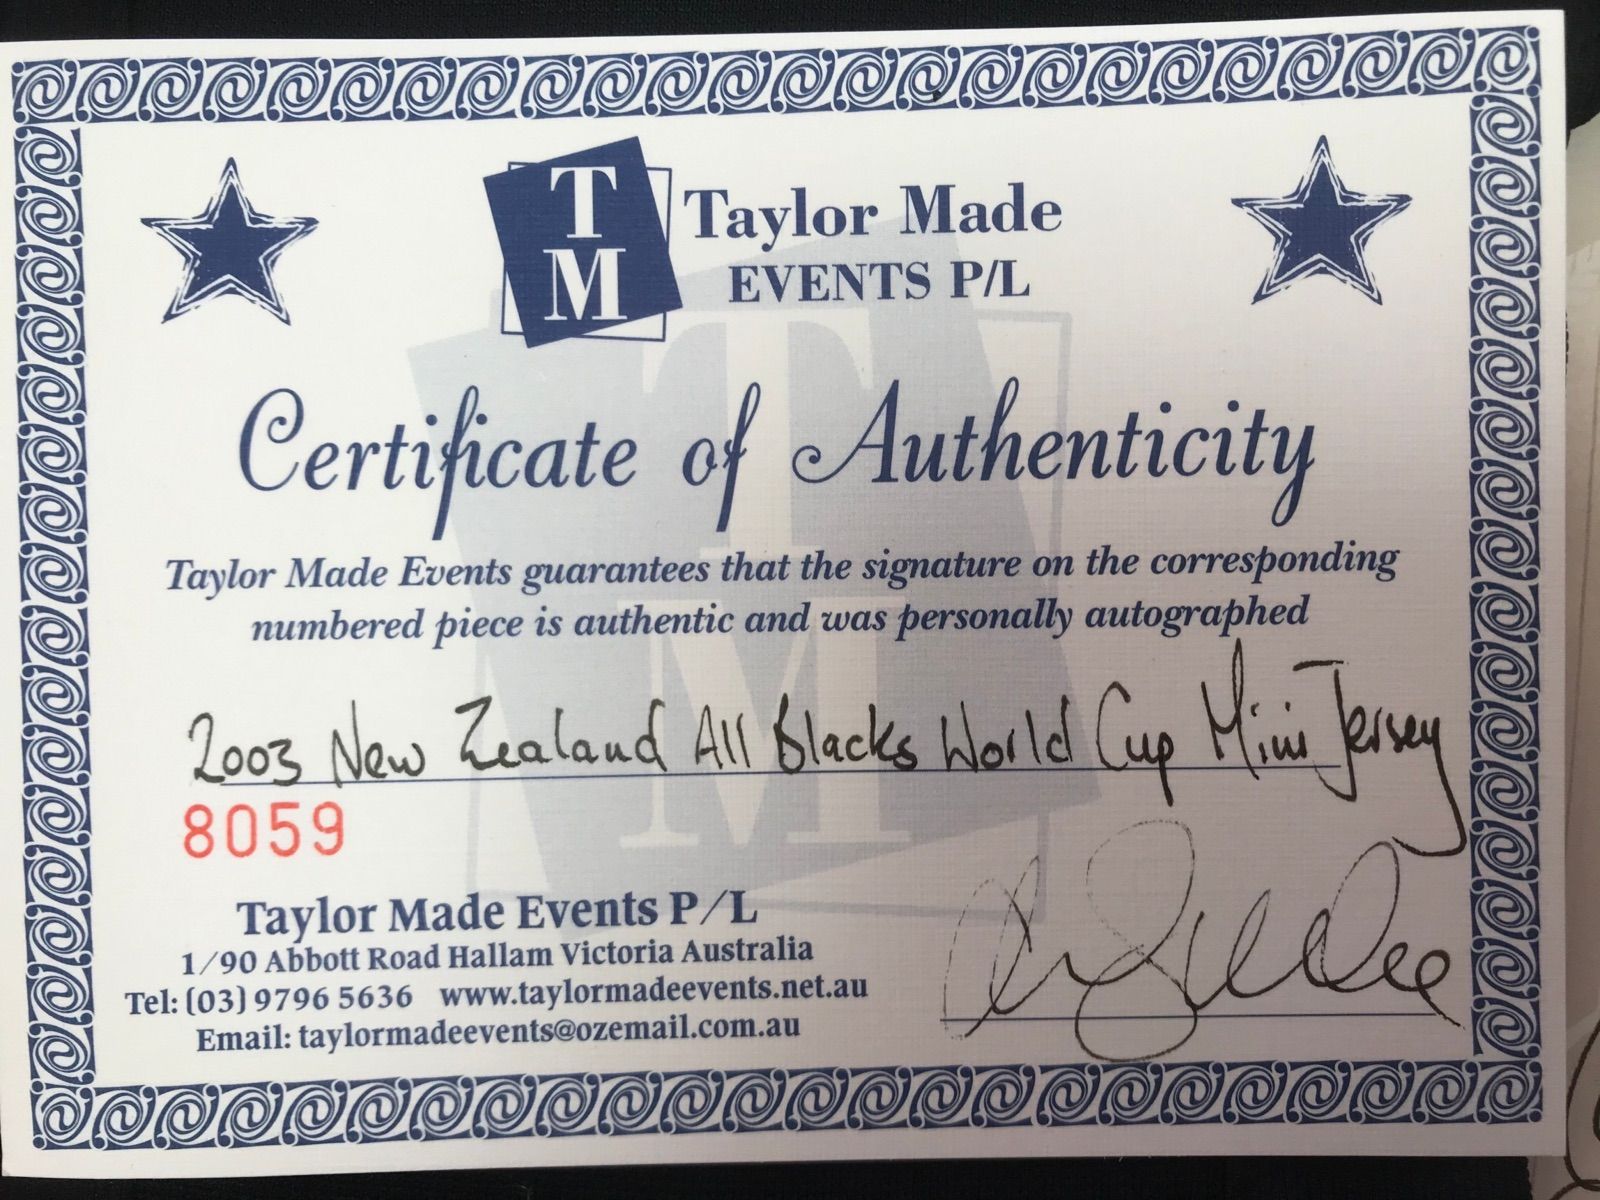 TM
Taylor Made
EVENTS P/L
Certificate of Authenticity
Taylor Made Events guarantees that the signature on the corresponding
numbered piece is authentic and was personally autographed
2003 New Zealand All Blacks World Cup Mini Jersey
8059
Taylor Made Events P/L
1/90 Abbott Road Hallam Victoria Australia
Tel: (03) 9796 5636 www.taylormadeevents.net.au
Email: taylormadeevents@ozemail.com.au